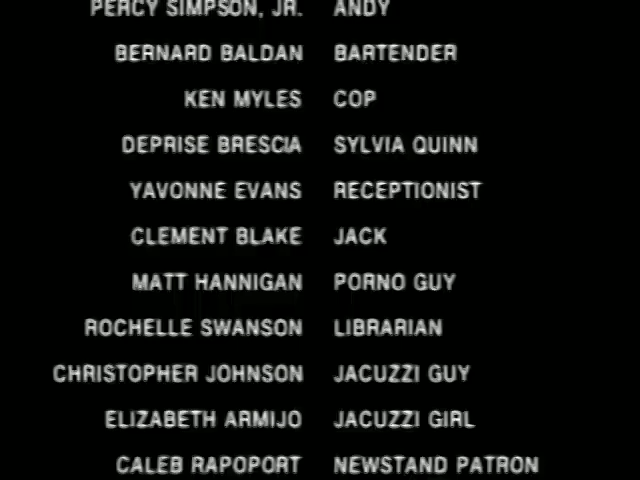 PERCY SIMPSON, JR. ANDY
BERNARD BALDAN BARTENDER
KEN MYLES COP
DEPRISE BRESCIA SYLVIA QUINN
YAVONNE EVANS RECEPTIONIST
CLEMENT BLAKE JACK
MATT HANNIGAN PORNO GUY
ROCHELLE SWANSON LIBRARIAN
CHRISTOPHER JOHNSON JACUZZI GUY
ELIZABETH ARMIJO JACUZZI GIRL
CALEB RAPOPORT NEWSTAND PATRON